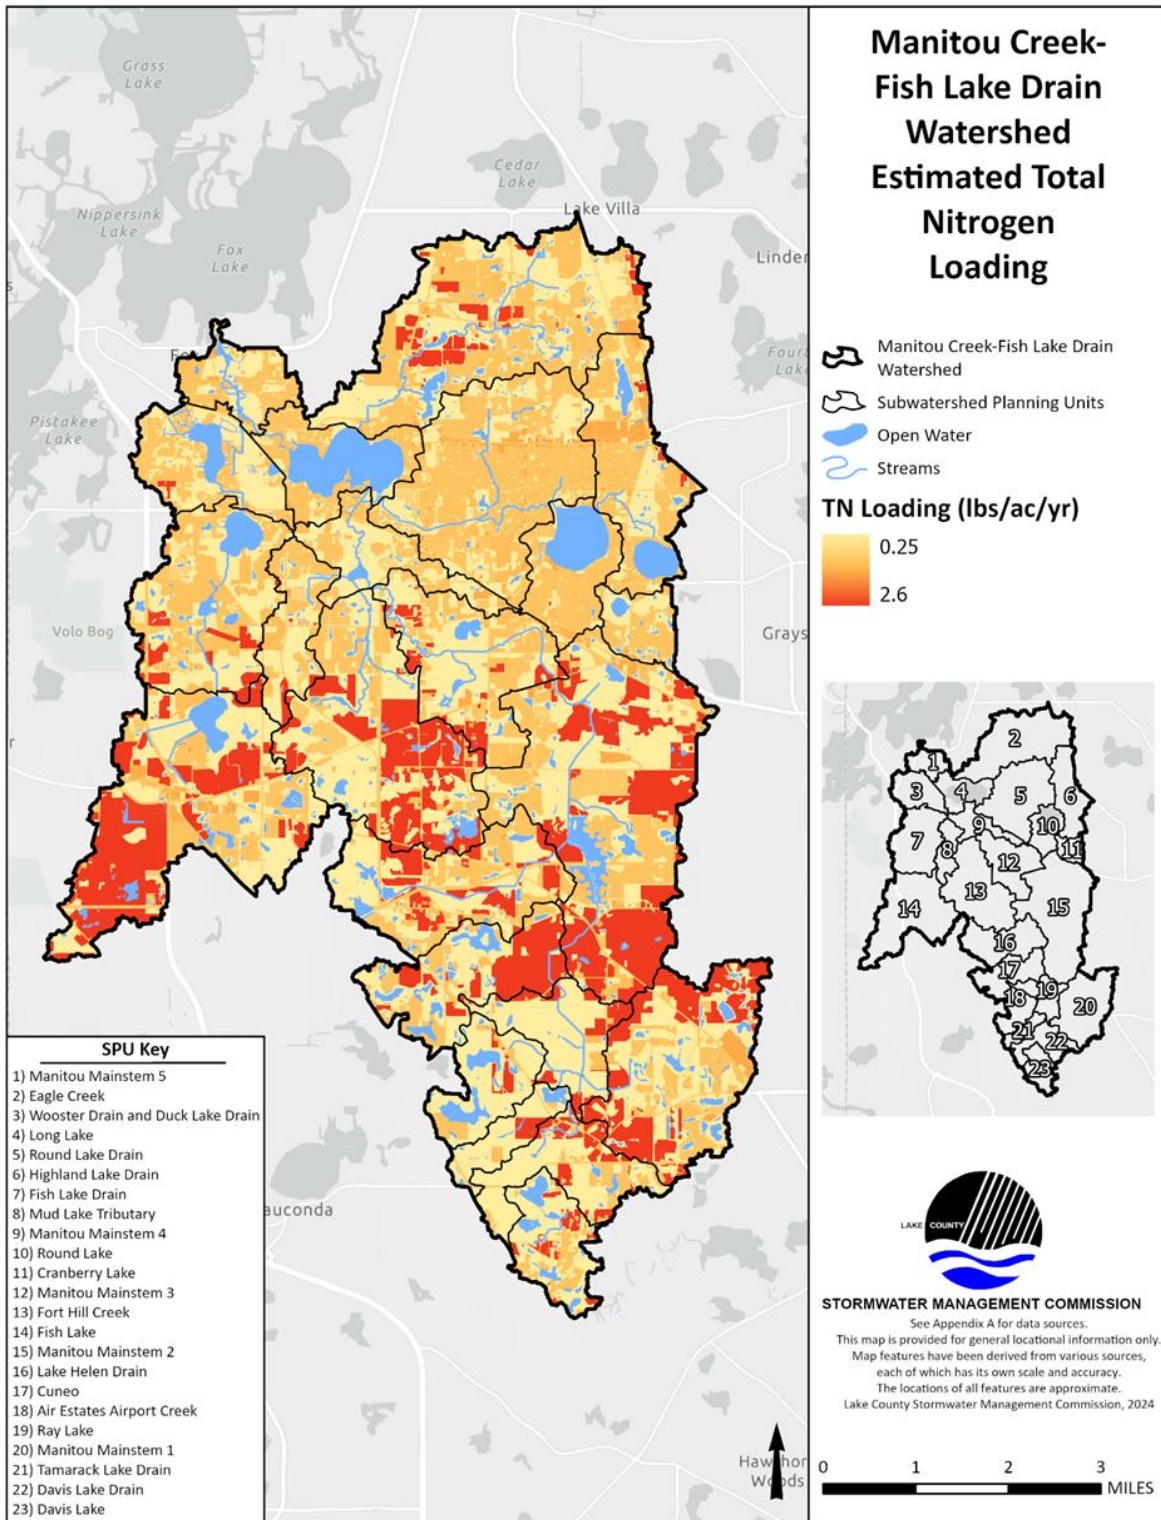 Manitou Creek-
Fish Lake Drain
Watershed
Estimated Total
Nitrogen
Loading
Manitou Creek-Fish Lake Drain
Watershed
Subwatershed Planning Units
Open Water
Streams
TN Loading (lbs/ac/yr)
0.25
2.6
Grass
Lake
Cedar
Lake
Lake Villa
Nippersink
Lake
Fox
Lake
Linden
Fo
Fourt
Lake
Pistakee
Lake
Volo Bog
Grays
r
s
auconda
Hawthor
Woods
1
2
3
4
5
6
7
8
9
10
11
12
13
14
15
16
17
18
19
20
21
22
23
SPU Key
1) Manitou Mainstem 5
2) Eagle Creek
3) Wooster Drain and Duck Lake Drain
4) Long Lake
5) Round Lake Drain
6) Highland Lake Drain
7) Fish Lake Drain
8) Mud Lake Tributary
9) Manitou Mainstem 4
10) Round Lake
11) Cranberry Lake
12) Manitou Mainstem 3
13) Fort Hill Creek
14) Fish Lake
15) Manitou Mainstem 2
16) Lake Helen Drain
17) Cuneo
18) Air Estates Airport Creek
19) Ray Lake
20) Manitou Mainstem 1
21) Tamarack Lake Drain
22) Davis Lake Drain
23) Davis Lake
LAKE COUNTY
STORMWATER MANAGEMENT COMMISSION
See Appendix A for data sources.
This map is provided for general locational information only.
Map features have been derived from various sources,
each of which has its own scale and accuracy.
The locations of all features are approximate.
Lake County Stormwater Management Commission, 2024
0 1 2 3
MILES